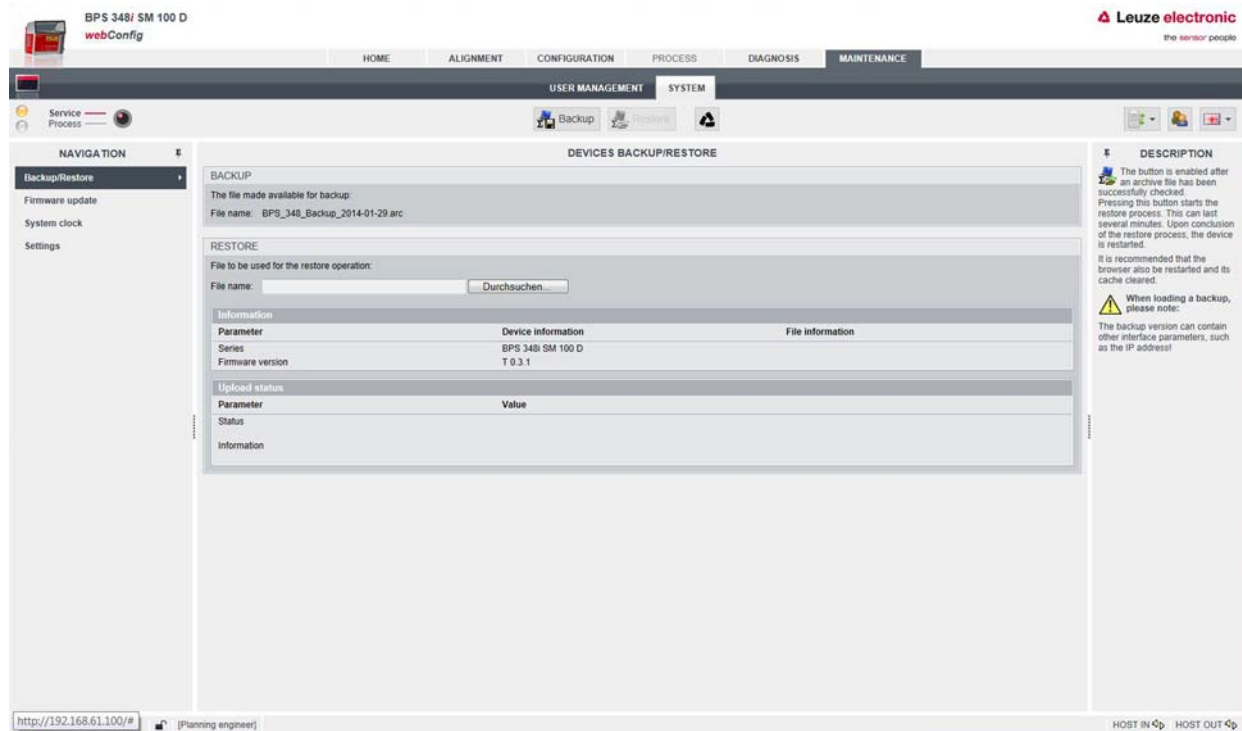 BPS 348i SM 100 D
webConfig
Leuze electronic
the sensor people
HOME ALIGNMENT CONFIGURATION PROCESS DIAGNOSIS MAINTENANCE
USER MANAGEMENT SYSTEM
Service
Process
Backup Restore
NAVIGATION
Backup/Restore
Firmware update
System clock
Settings
DEVICES BACKUP/RESTORE
BACKUP
The file made available for backup:
File name: BPS_348_Backup_2014-01-29.arc
RESTORE
File to be used for the restore operation:
File name: Durchsuchen...
Information
Parameter Device information File information
Series BPS 348i SM 100 D
Firmware version T 0.3.1
Upload status
Parameter Value
Status
Information
DESCRIPTION
The button is enabled after
an archive file has been
successfully checked.
Pressing this button starts the
restore process. This can last
several minutes. Upon conclusion
of the restore process, the device
is restarted.
It is recommended that the
browser also be restarted and its
cache cleared.
When loading a backup,
please note:
The backup version can contain
other interface parameters, such
as the IP address!
http://192.168.61.100/# [Planning engineer]
HOST IN HOST OUT